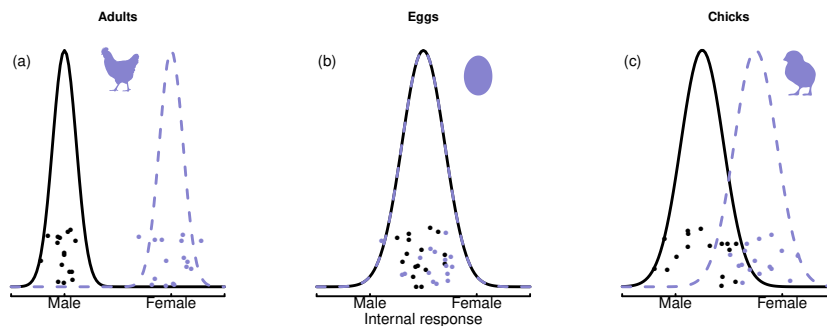 Adults
Eggs
Chicks
(a)
(b)
(c)
Male
Female
Male
Female
Male
Female
Internal response